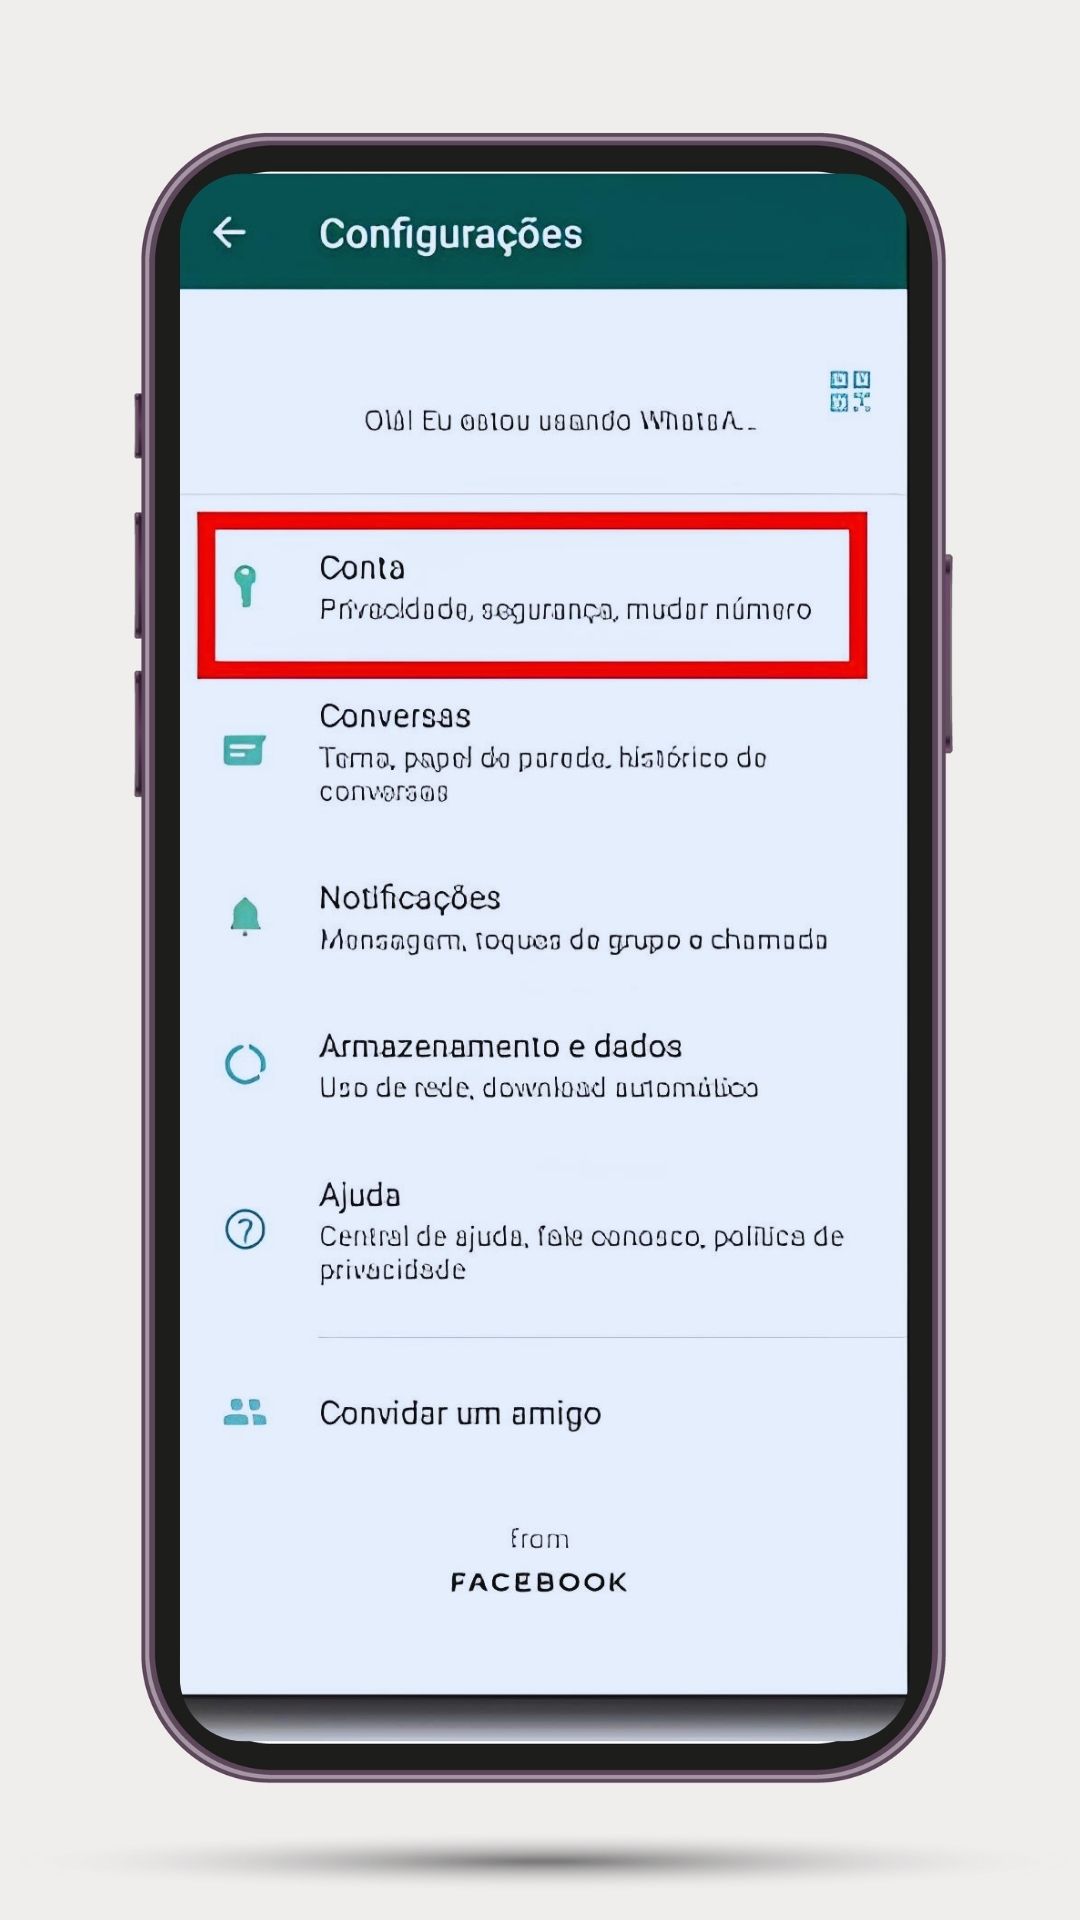 Configurações
Olá! Eu estou usando WhatsA...
Conta
Privacidade, segurança, mudar número
Conversas
Tema, papel de parede, histórico de
conversas
Notificações
Mensagem, toques de grupo e chamada
Armazenamento e dados
Uso de rede, download automático
Ajuda
Central de ajuda, fale conosco, política de
privacidade
Convidar um amigo
from
FACEBOOK